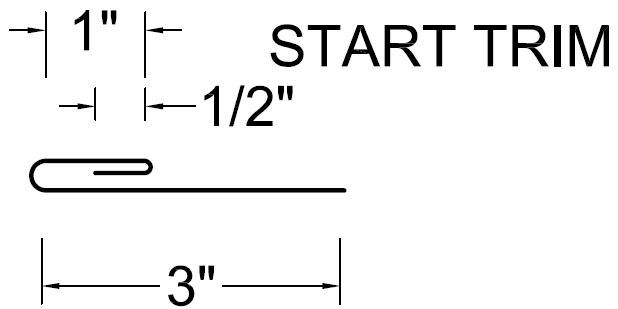 1"
START TRIM
1/2"
3"